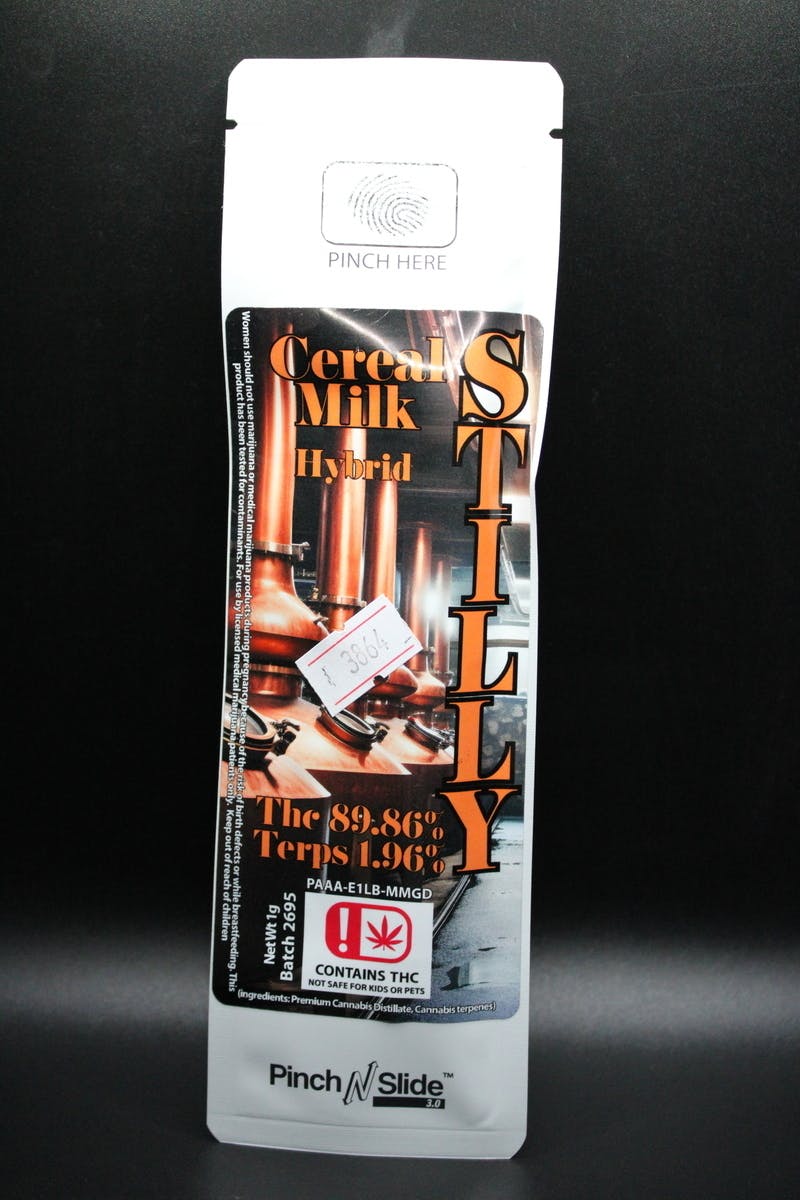 PINCH HERE
Cereal
Milk
Hybrid
STILLY
3864
Thc 89.86%
Terps 1.96%
PAAA-E1LB-MMGD
Net Wt 1g
Batch 2695
CONTAINS THC
NOT SAFE FOR KIDS OR PETS
(ingredients: Premium Cannabis Distillate, Cannabis terpenes)
Women should not use marijuana or medical marijuana products during pregnancy because of the risk of birth defects or while breastfeeding. This
product has been tested for contaminants. For use by licensed medical marijuana patients only. Keep out of reach of children
Pinch N Slide™
3.0